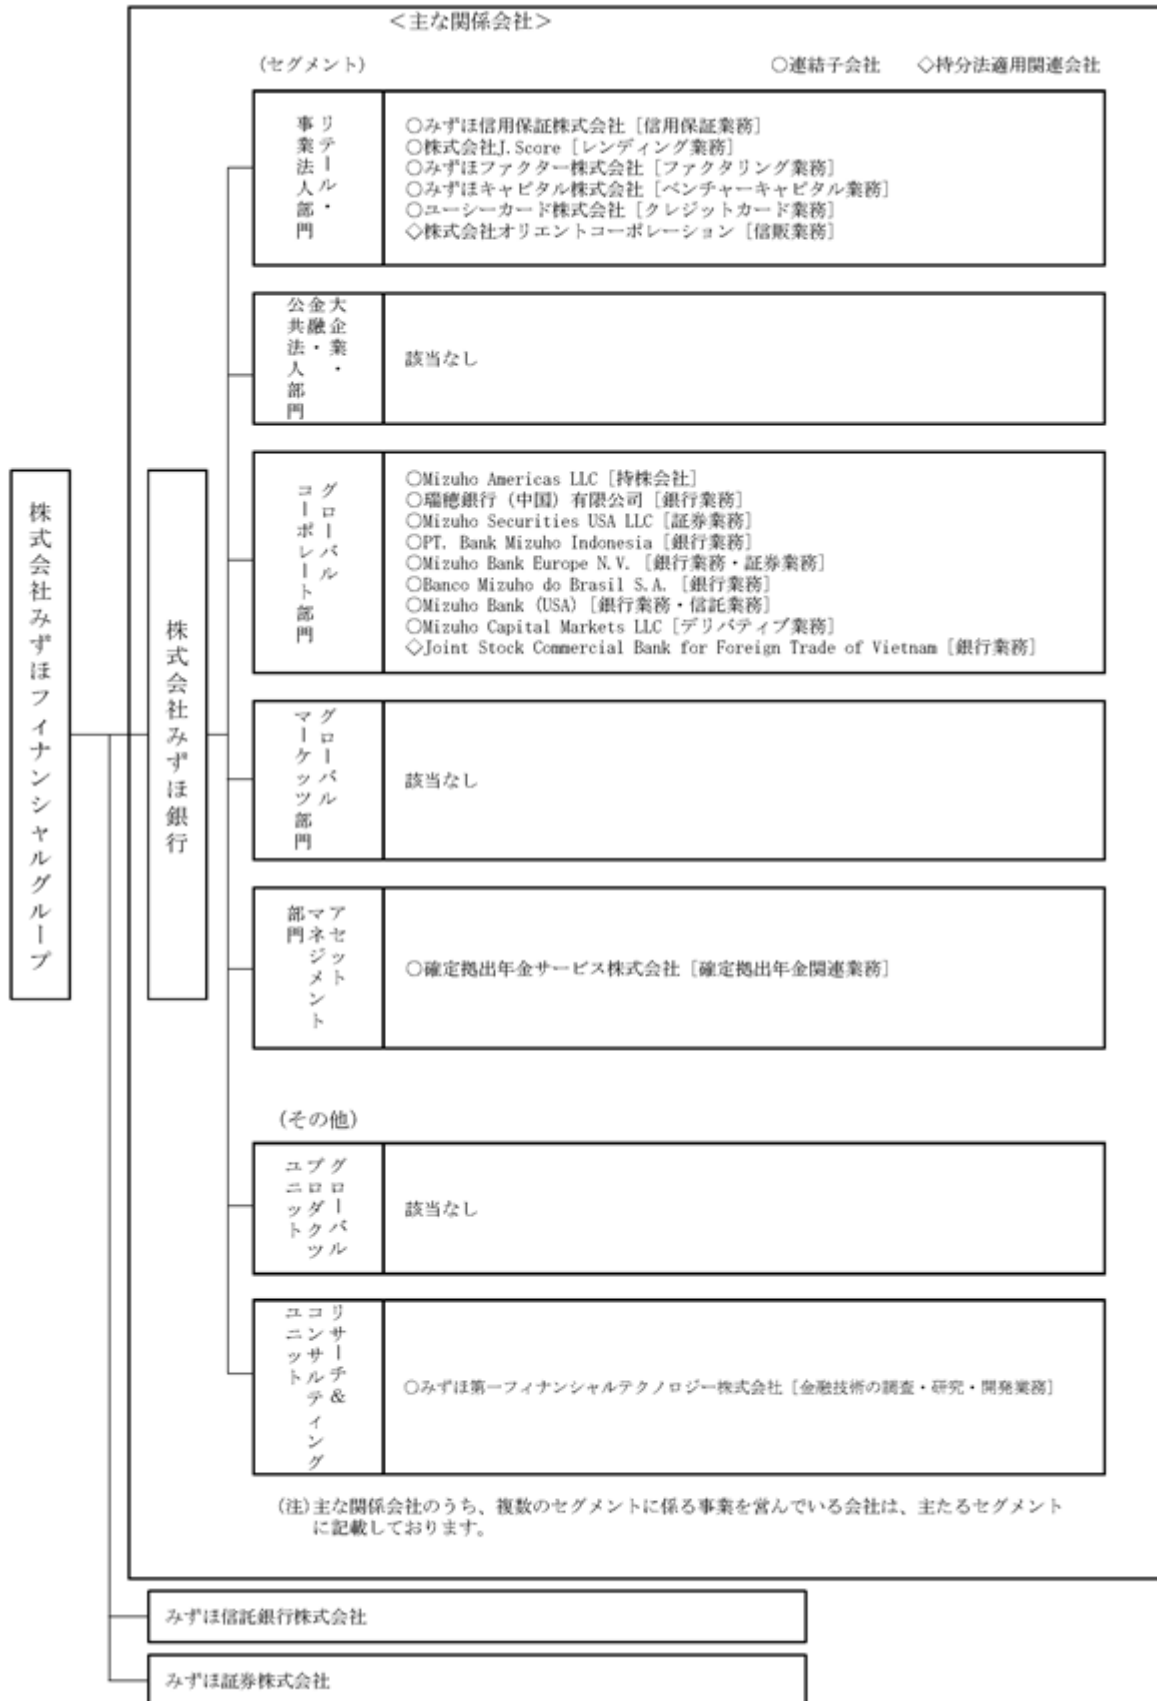 ＜主な関係会社＞
(セグメント)
○連結子会社　◇持分法適用関連会社
株式会社みずほフィナンシャルグループ
株式会社みずほ銀行
リテール・
事業法人部門
○みずほ信用保証株式会社［信用保証業務］
○株式会社J.Score［レンディング業務］
○みずほファクター株式会社［ファクタリング業務］
○みずほキャピタル株式会社［ベンチャーキャピタル業務］
○ユーシーカード株式会社［クレジットカード業務］
◇株式会社オリエントコーポレーション［信販業務］
大企業・
金融・
公共法人部門
該当なし
グローバル
コーポレート部門
○Mizuho Americas LLC［持株会社］
○瑞穂銀行（中国）有限公司［銀行業務］
○Mizuho Securities USA LLC［証券業務］
○PT. Bank Mizuho Indonesia［銀行業務］
○Mizuho Bank Europe N.V.［銀行業務・証券業務］
○Banco Mizuho do Brasil S.A.［銀行業務］
○Mizuho Bank (USA)［銀行業務・信託業務］
○Mizuho Capital Markets LLC［デリバティブ業務］
◇Joint Stock Commercial Bank for Foreign Trade of Vietnam［銀行業務］
グローバル
マーケッツ部門
該当なし
アセット
マネジメント
部門
○確定拠出年金サービス株式会社［確定拠出年金関連業務］
(その他)
グローバル
プロダクツ
ユニット
該当なし
リサーチ＆
コンサルティング
ユニット
○みずほ第一フィナンシャルテクノロジー株式会社［金融技術の調査・研究・開発業務］
(注)主な関係会社のうち、複数のセグメントに係る事業を営んでいる会社は、主たるセグメント
に記載しております。
みずほ信託銀行株式会社
みずほ証券株式会社